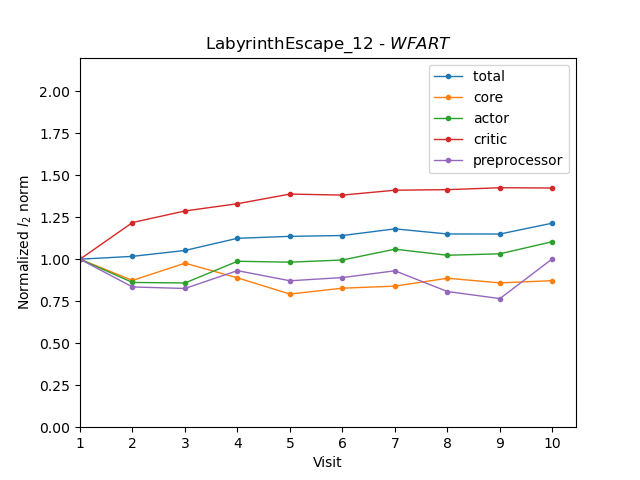 LabyrinthEscape_12 - WFART
Normalized l2 norm
2.00
1.75
1.50
1.25
1.00
0.75
0.50
0.25
0.00
total
core
actor
critic
preprocessor
1 2 3 4 5 6 7 8 9 10
Visit